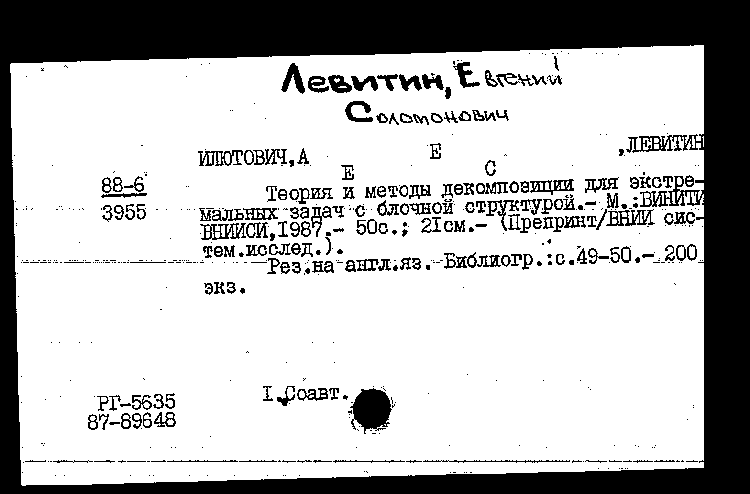 Левитин, Евгений
Соломонович
ИЛЮТОВИЧ,А Е ,ЛЕВИТИН
Е С
88-6
3955
Теория и методы декомпозиции для экстре-
мальных задач с блочной структурой.- М.:ВИНИТИ
ВНИИСИ,1987.- 50с.; 21см.- (Препринт/ВНИИ сис-
тем.исслед.).
Рез.на англ.яз. Библиогр.:с.49-50.- 200
экз.
I.Соавт.
РГ-5635
87-89648